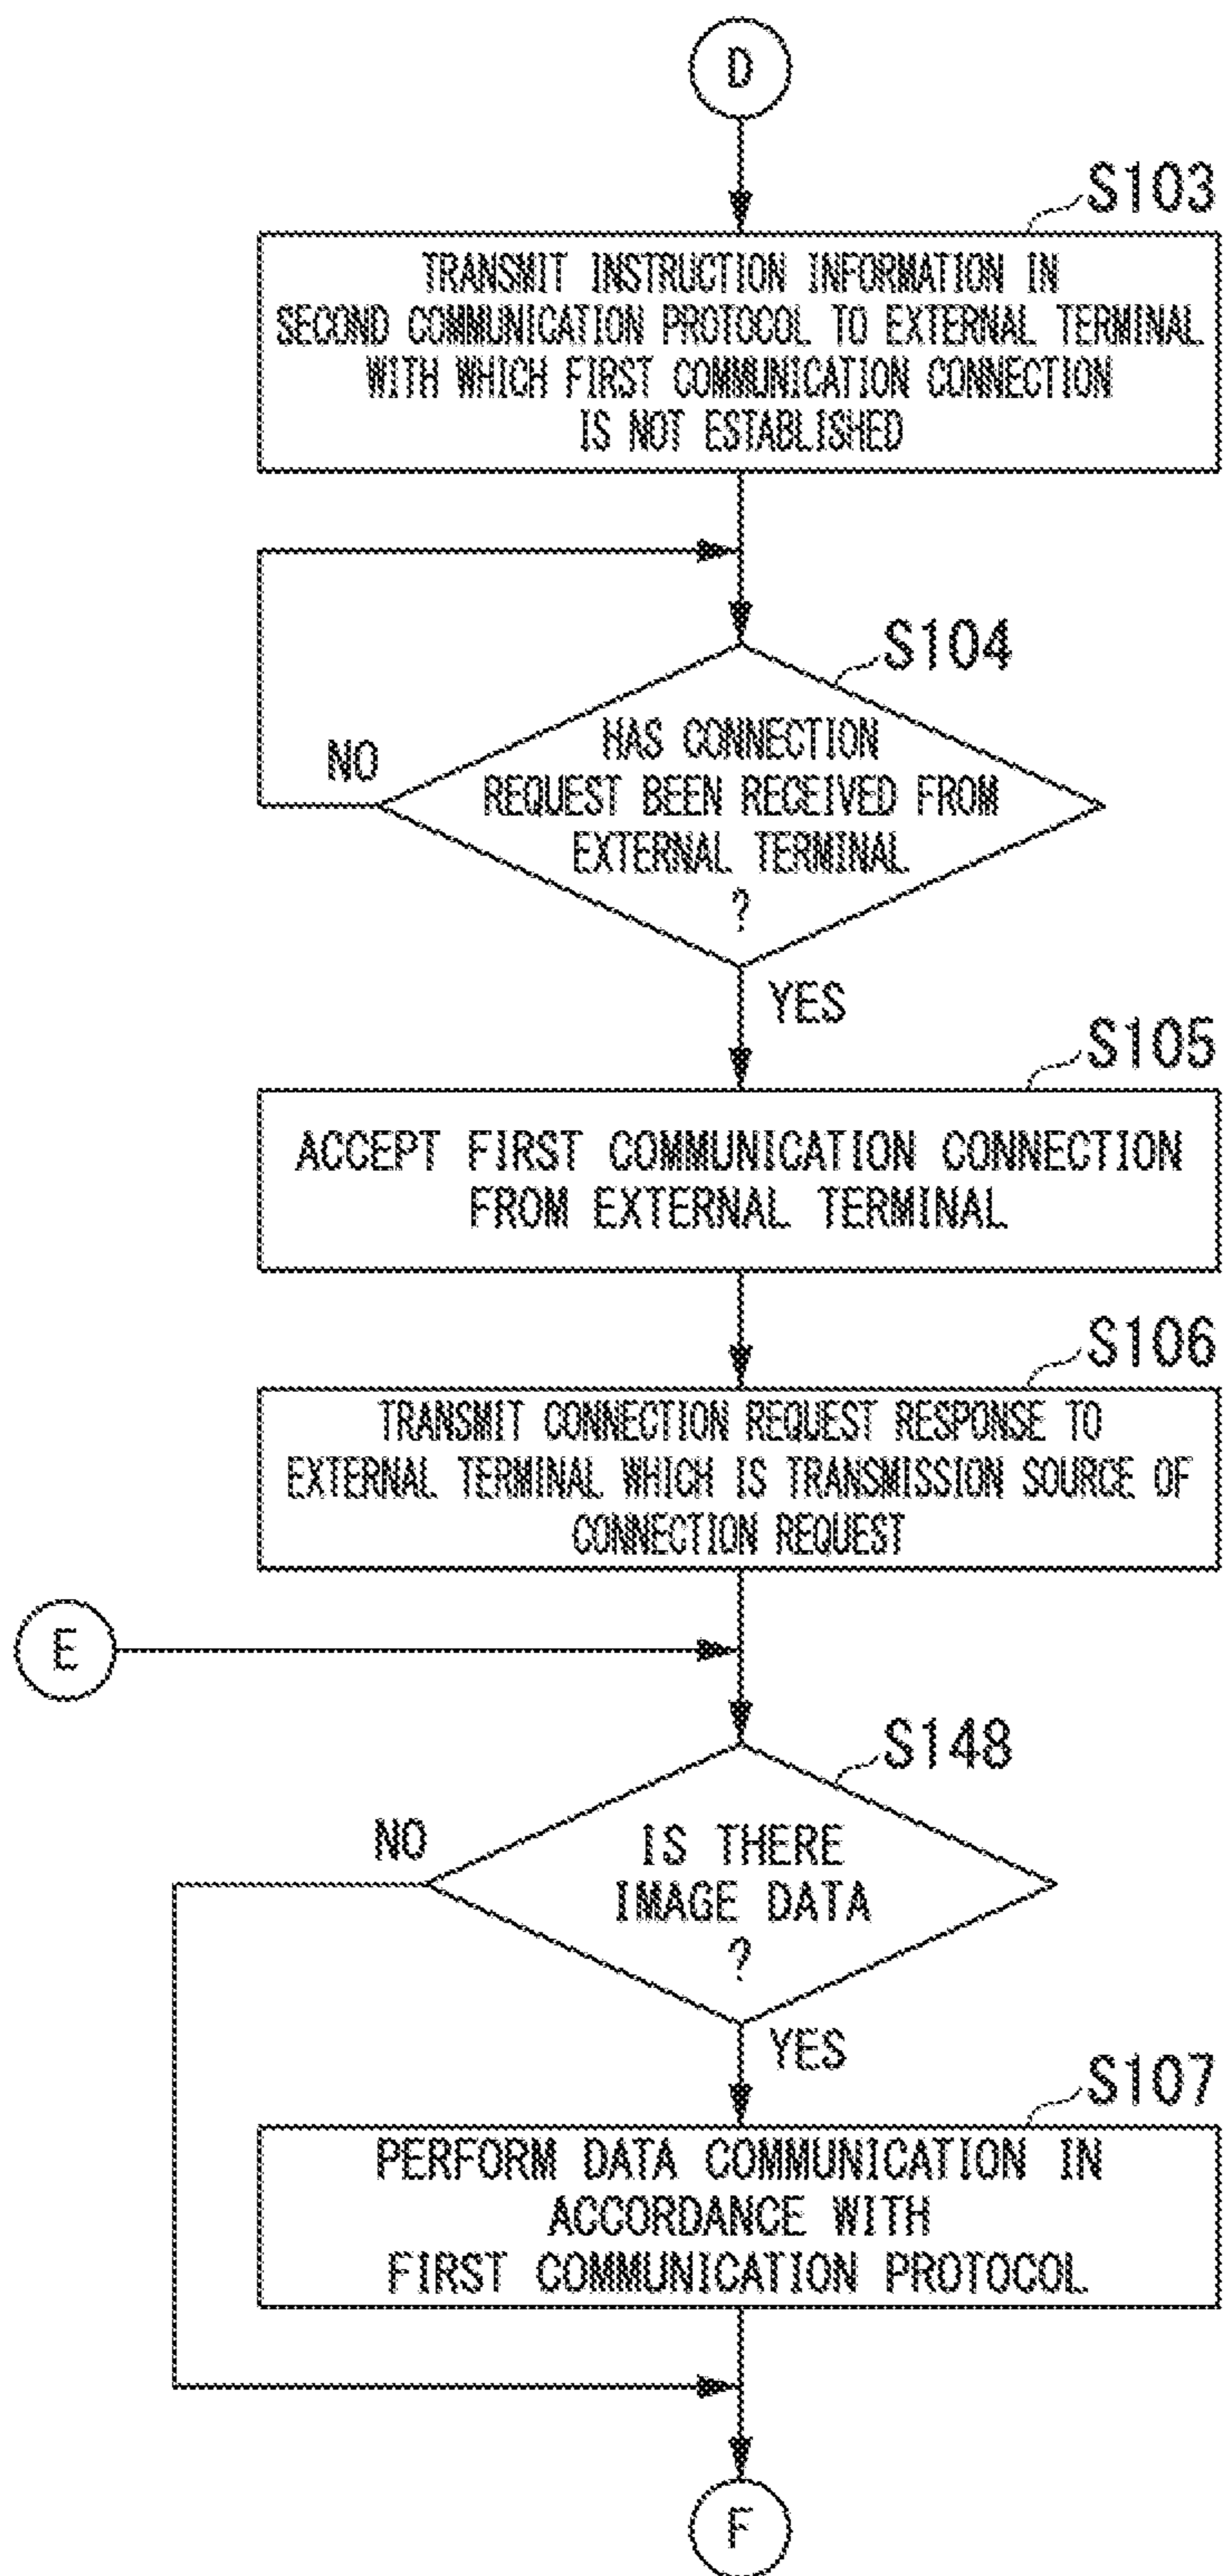 D
S103
TRANSMIT INSTRUCTION INFORMATION IN
SECOND COMMUNICATION PROTOCOL TO EXTERNAL TERMINAL
WITH WHICH FIRST COMMUNICATION CONNECTION
IS NOT ESTABLISHED
S104
HAS CONNECTION
REQUEST BEEN RECEIVED FROM
EXTERNAL TERMINAL
?
NO
YES
S105
ACCEPT FIRST COMMUNICATION CONNECTION
FROM EXTERNAL TERMINAL
S106
TRANSMIT CONNECTION REQUEST RESPONSE TO
EXTERNAL TERMINAL WHICH IS TRANSMISSION SOURCE OF
CONNECTION REQUEST
E
S148
NO
IS THERE
IMAGE DATA
?
YES
S107
PERFORM DATA COMMUNICATION IN
ACCORDANCE WITH
FIRST COMMUNICATION PROTOCOL
F